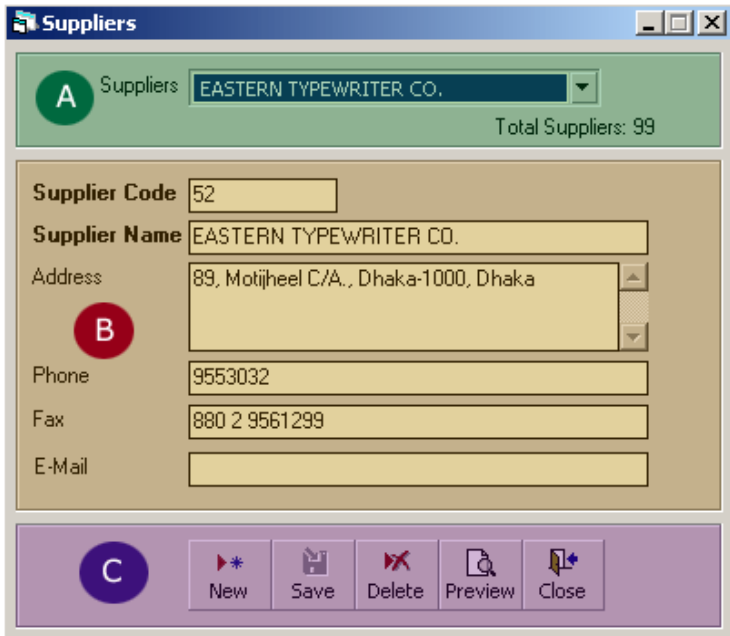 Suppliers
A Suppliers EASTERN TYPEWRITER CO.
Total Suppliers: 99
Supplier Code 52
Supplier Name EASTERN TYPEWRITER CO.
Address 89, Motijheel C/A., Dhaka-1000, Dhaka
B
Phone 9553032
Fax 880 2 9561299
E-Mail
C
New Save Delete Preview Close